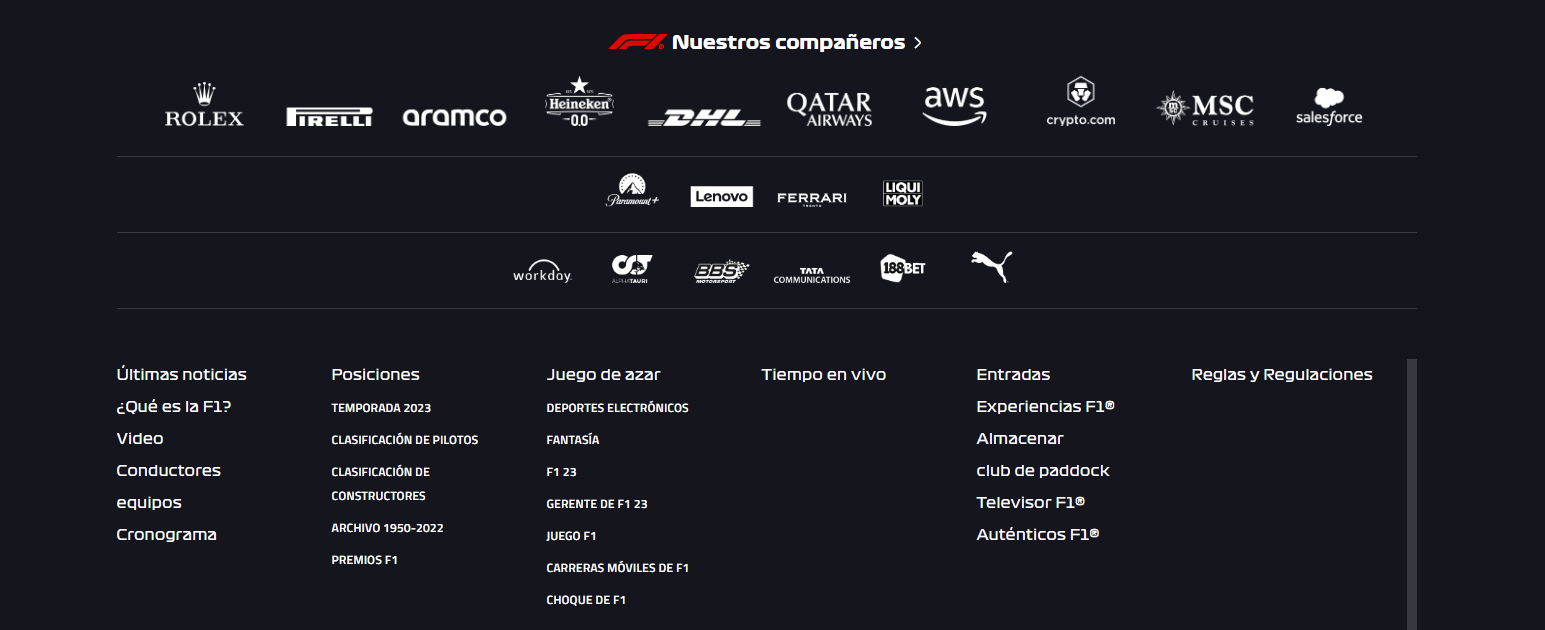 F1 Nuestros compañeros
ROLEX
PIRELLI
aramco
Heineken
0.0
DHL
QATAR
AIRWAYS
aws
crypto.com
MSC
CRUISES
salesforce
Paramount+
Lenovo
FERRARI
TRENTO
LIQUI
MOLY
workday.
ALPHATAURI
BBS
MOTORSPORT
TATA
COMMUNICATIONS
188BET
Últimas noticias
¿Qué es la F1?
Video
Conductores
equipos
Cronograma
Posiciones
TEMPORADA 2023
CLASIFICACIÓN DE PILOTOS
CLASIFICACIÓN DE
CONSTRUCTORES
ARCHIVO 1950-2022
PREMIOS F1
Juego de azar
DEPORTES ELECTRÓNICOS
FANTASÍA
F1 23
GERENTE DE F1 23
JUEGO F1
CARRERAS MÓVILES DE F1
CHOQUE DE F1
Tiempo en vivo
Entradas
Experiencias F1®
Almacenar
club de paddock
Televisor F1®
Auténticos F1®
Reglas y Regulaciones